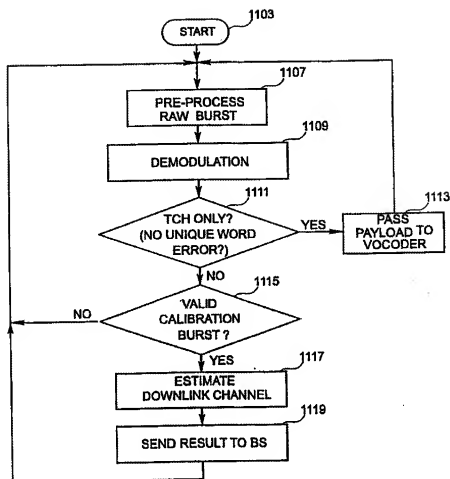 1103
START
1107
PRE-PROCESS
RAW BURST
1109
DEMODULATION
1111
TCH ONLY?
(NO UNIQUE WORD
ERROR?)
YES
1113
PASS
PAYLOAD TO
VOCODER
NO
1115
VALID
CALIBRATION
BURST ?
NO
YES
1117
ESTIMATE
DOWNLINK CHANNEL
1119
SEND RESULT TO BS